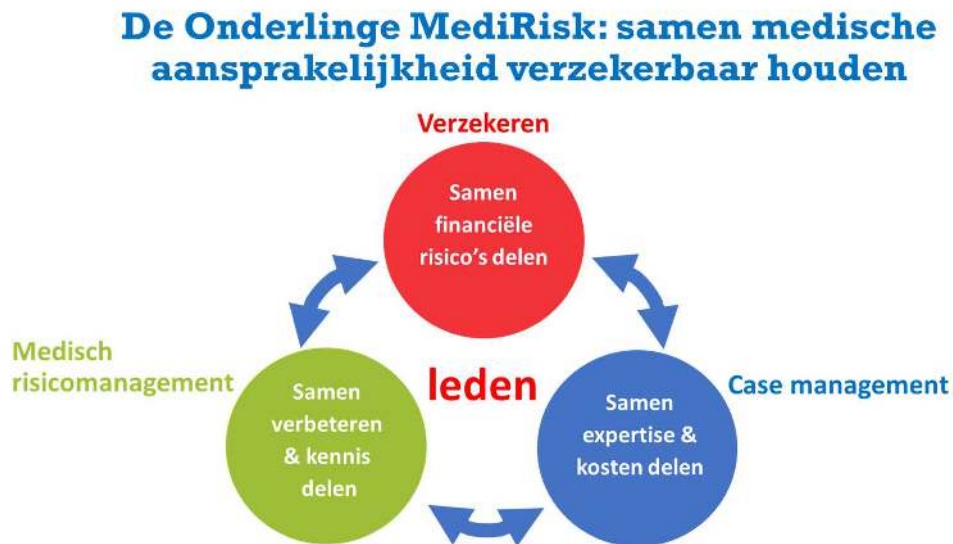 De Onderlinge MediRisk: samen medische
aansprakelijkheid verzekerbaar houden
Verzekeren
Samen
financiële
risico's delen
Medisch
risicomanagement
Samen
verbeteren
& kennis
delen
leden
Samen
expertise &
kosten delen
Case management